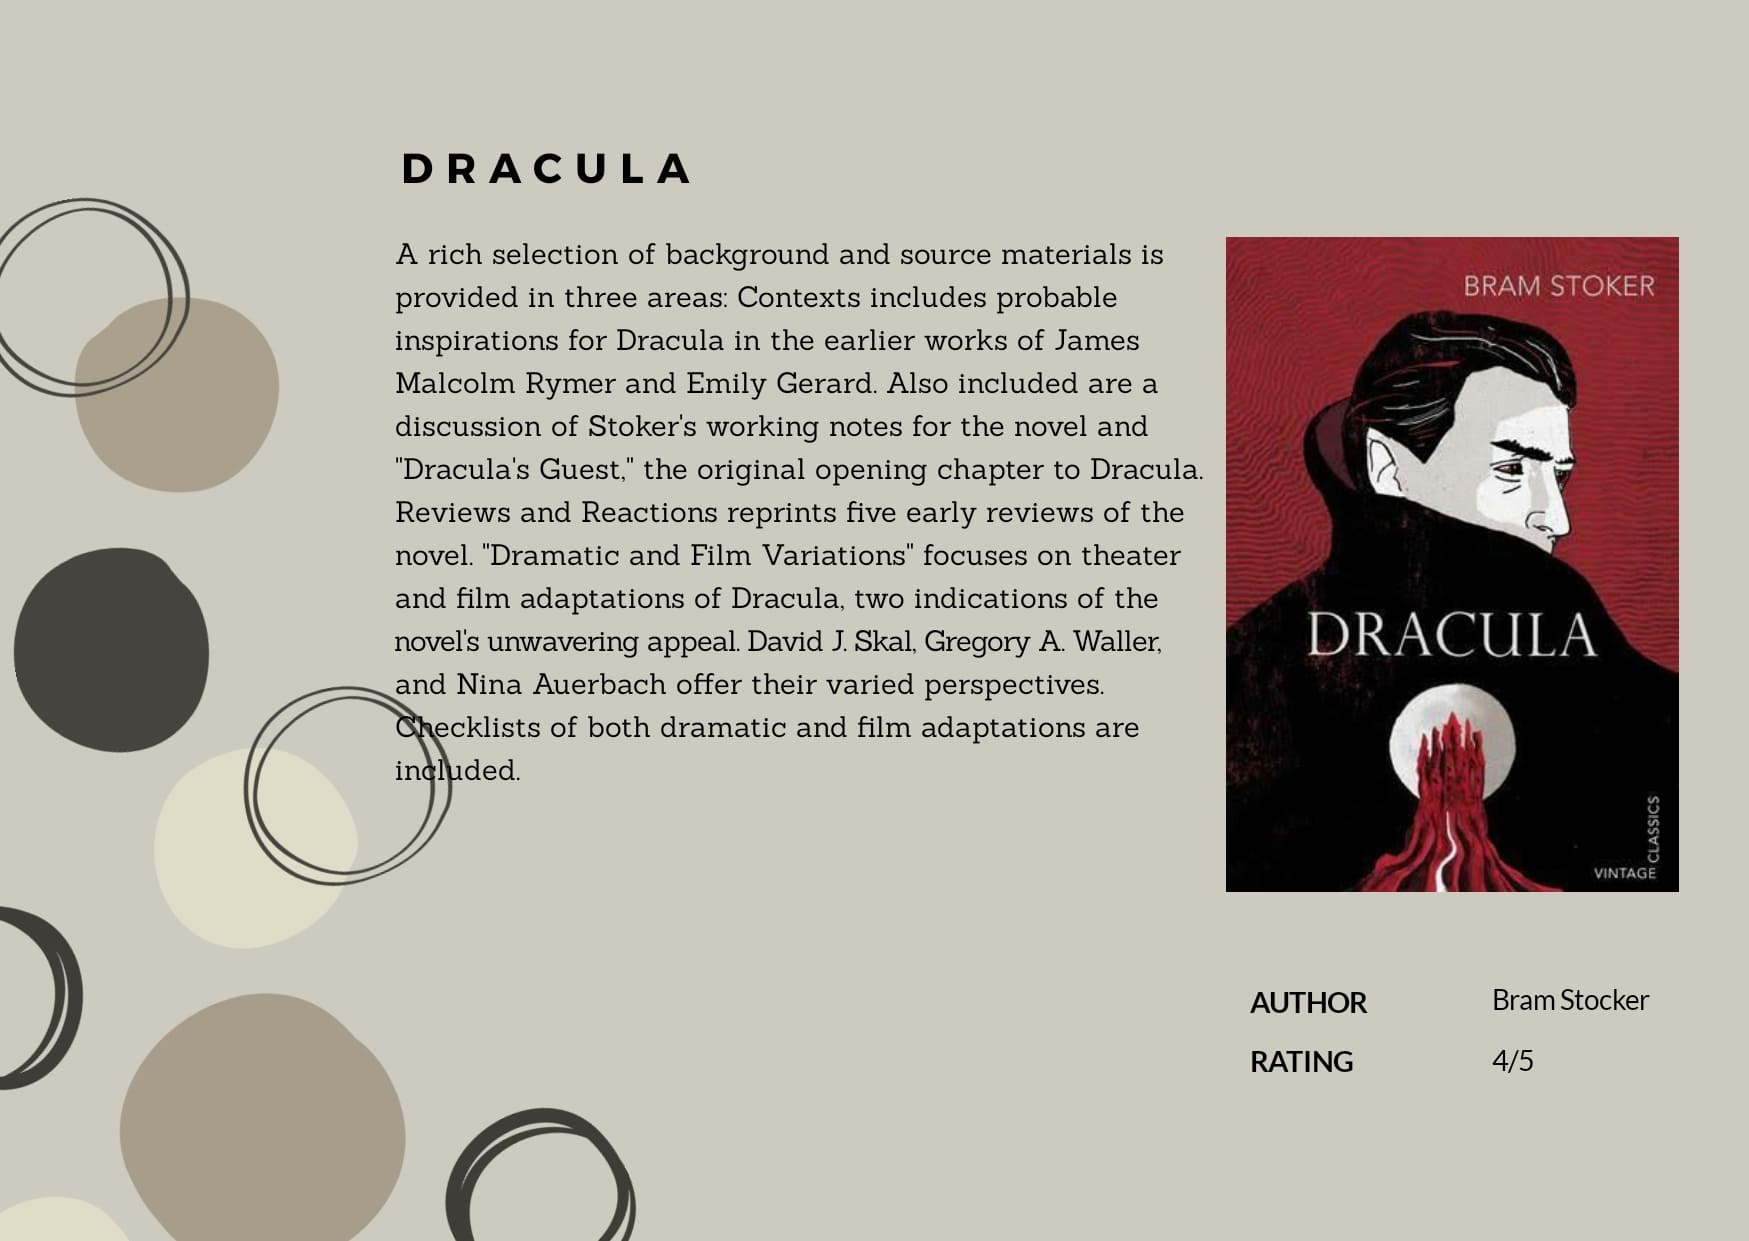 DRACULA
A rich selection of background and source materials is
provided in three areas: Contexts includes probable
inspirations for Dracula in the earlier works of James
Malcolm Rymer and Emily Gerard. Also included are a
discussion of Stoker's working notes for the novel and
"Dracula's Guest," the original opening chapter to Dracula.
Reviews and Reactions reprints five early reviews of the
novel. "Dramatic and Film Variations" focuses on theater
and film adaptations of Dracula, two indications of the
novel's unwavering appeal. David J. Skal, Gregory A. Waller,
and Nina Auerbach offer their varied perspectives.
Checklists of both dramatic and film adaptations are
included.
BRAM STOKER
DRACULA
VINTAGE
CLASSICS
AUTHOR Bram Stocker
RATING 4/5